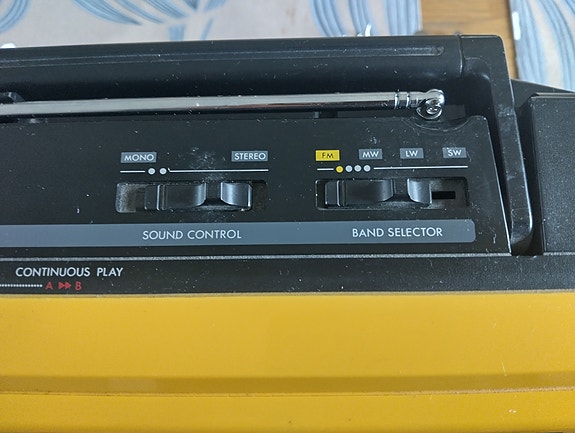 MONO STEREO FM MW LW SW
SOUND CONTROL BAND SELECTOR
CONTINUOUS PLAY
A B